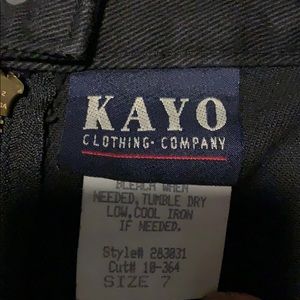 KAYO
CLOTHING·COMPANY
BLEACH WHEN
NEEDED,TUMBLE DRY
LOW,COOL IRON
IF NEEDED.
Style# 283031
Cut# 10-364
SIZE 7